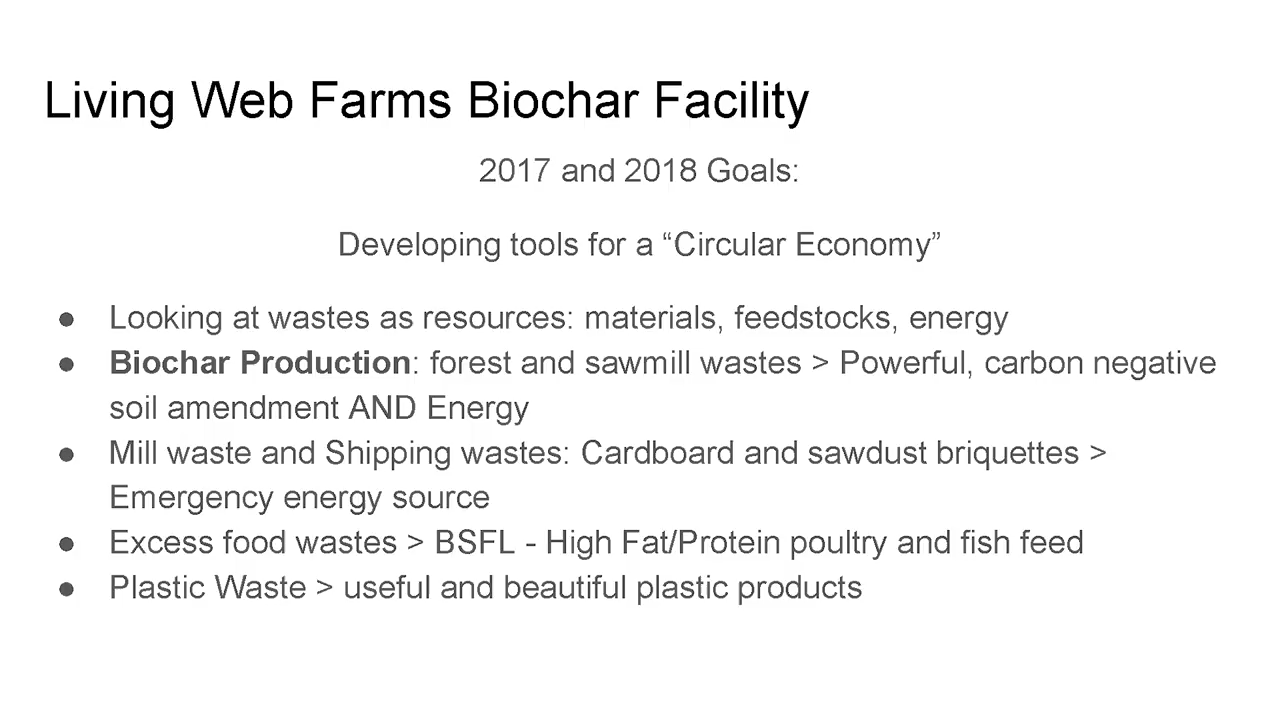 Living Web Farms Biochar Facility
2017 and 2018 Goals:
Developing tools for a “Circular Economy”
● Looking at wastes as resources: materials, feedstocks, energy
● Biochar Production: forest and sawmill wastes > Powerful, carbon negative
soil amendment AND Energy
● Mill waste and Shipping wastes: Cardboard and sawdust briquettes >
Emergency energy source
● Excess food wastes > BSFL - High Fat/Protein poultry and fish feed
● Plastic Waste > useful and beautiful plastic products